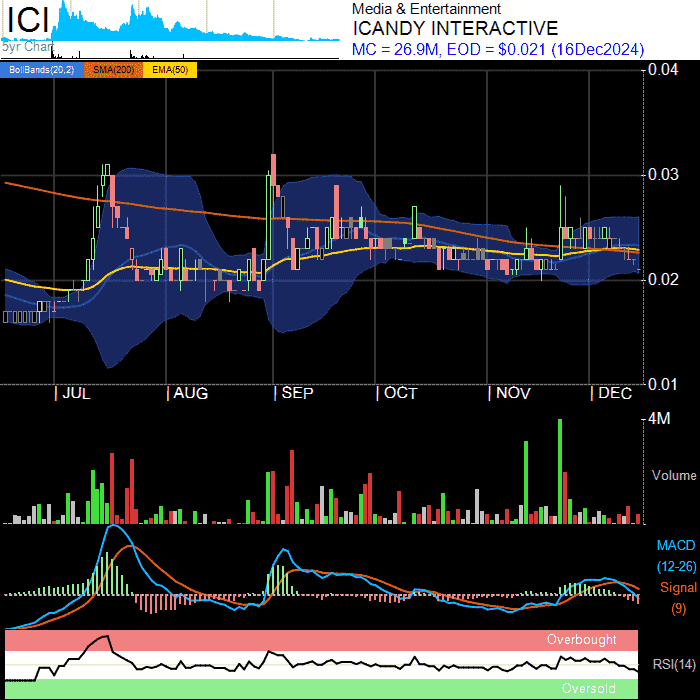 ICI
5yr Chart
Media & Entertainment
ICANDY INTERACTIVE
MC = 26.9M, EOD = $0.021 (16Dec2024)
BollBands(20,2) SMA(200) EMA(50)
0.04
0.03
0.02
0.01
| JUL | AUG | SEP | OCT | NOV | DEC
4M
Volume
MACD
(12-26)
Signal
(9)
Overbought
RSI(14)
Oversold